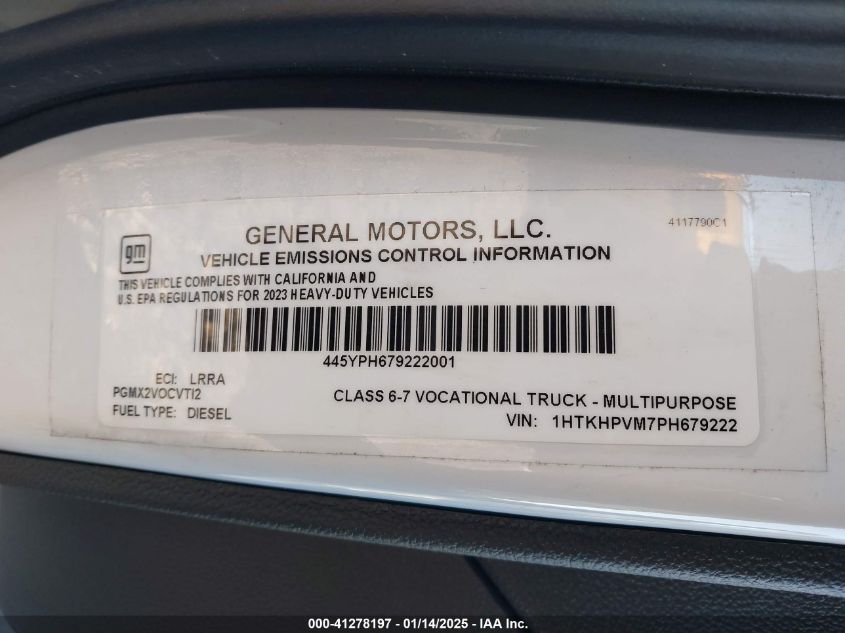 GENERAL MOTORS, LLC.
4117790C1
gm
VEHICLE EMISSIONS CONTROL INFORMATION
THIS VEHICLE COMPLIES WITH CALIFORNIA AND
U.S. EPA REGULATIONS FOR 2023 HEAVY-DUTY VEHICLES
445YPH679222001
ECI: LRRA
PGMX2VOCVTI2
FUEL TYPE: DIESEL
CLASS 6-7 VOCATIONAL TRUCK - MULTIPURPOSE
VIN: 1HTKHPVM7PH679222
000-41278197 - 01/14/2025 - IAA Inc.